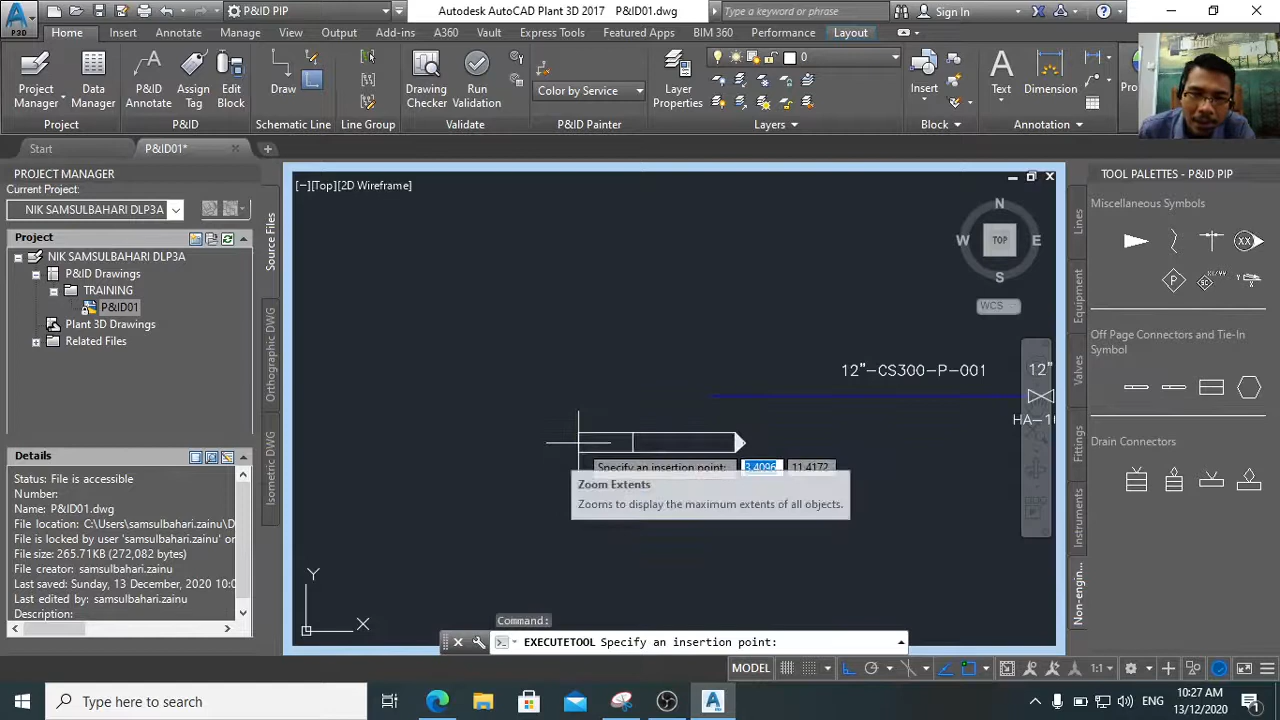 P&ID PIP
Autodesk AutoCAD Plant 3D 2017 P&ID01.dwg
Type a keyword or phrase
Sign In
P3D
Home Insert Annotate Manage View Output Add-ins A360 Vault Express Tools Featured Apps BIM 360 Performance Layout
Project Manager
Data Manager
P&ID Annotate
Assign Tag
Edit Block
Draw
Drawing Checker
Run Validation
Color by Service
Layer Properties
0
Insert
Text
Dimension
Project
P&ID
Schematic Line
Line Group
Validate
P&ID Painter
Layers
Block
Annotation
Start
P&ID01*
PROJECT MANAGER
Current Project:
NIK SAMSULBAHARI DLP3A
Project
NIK SAMSULBAHARI DLP3A
P&ID Drawings
TRAINING
P&ID01
Plant 3D Drawings
Related Files
Source Files
Orthographic DWG
Isometric DWG
Details
Status: File is accessible
Number:
Name: P&ID01.dwg
File location: C:\Users\samsulbahari.zainu\
File is locked by user 'samsulbahari.zainu' or
File size: 265.71KB (272,082 bytes)
File creator: samsulbahari.zainu
Last saved: Sunday, 13 December, 2020 10:0
Last edited by: samsulbahari.zainu
Description:
[−][Top][2D Wireframe]
N
W TOP E
S
WCS
12"-CS300-P-001
12"
HA-10
Specify an insertion point: 3.4096 11.4172
Zoom Extents
Zooms to display the maximum extents of all objects.
Y
X
Command:
EXECUTETOOL Specify an insertion point:
TOOL PALETTES - P&ID PIP
Miscellaneous Symbols
Off Page Connectors and Tie-In Symbol
Drain Connectors
Lines
Equipment
Valves
Instruments
Non-engin...
MODEL
1:1
Type here to search
ENG
10:27 AM
13/12/2020